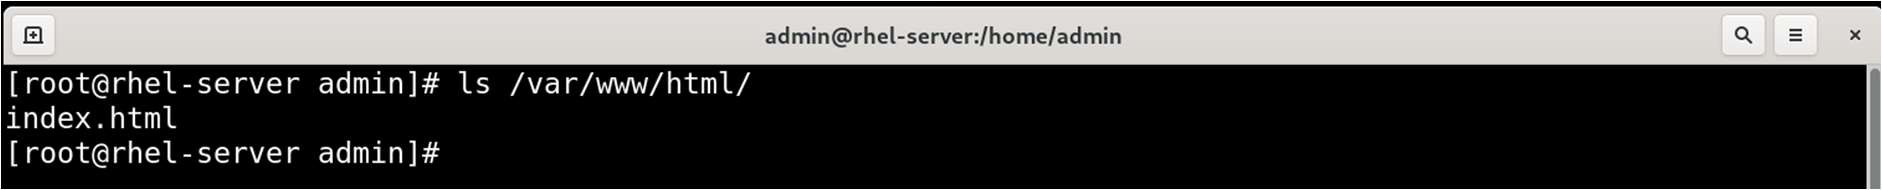 admin@rhel-server:/home/admin
[root@rhel-server admin]# ls /var/www/html/
index.html
[root@rhel-server admin]#